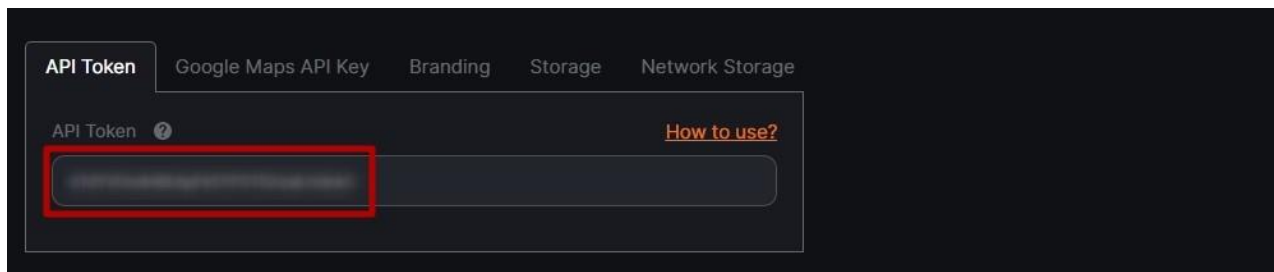 API Token Google Maps API Key Branding Storage Network Storage
API Token How to use?